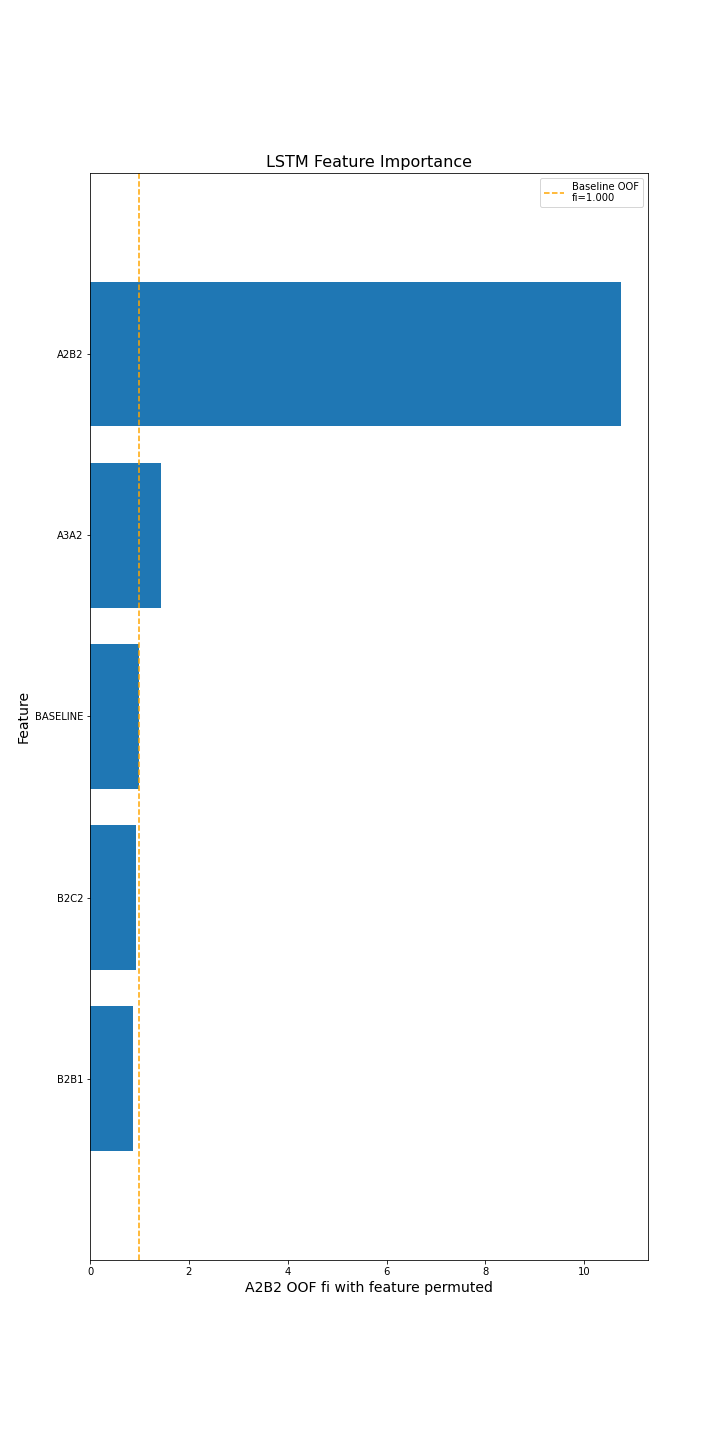 LSTM Feature Importance
Baseline OOF
fi=1.000
A2B2
A3A2
BASELINE
B2C2
B2B1
Feature
0 2 4 6 8 10
A2B2 OOF fi with feature permuted